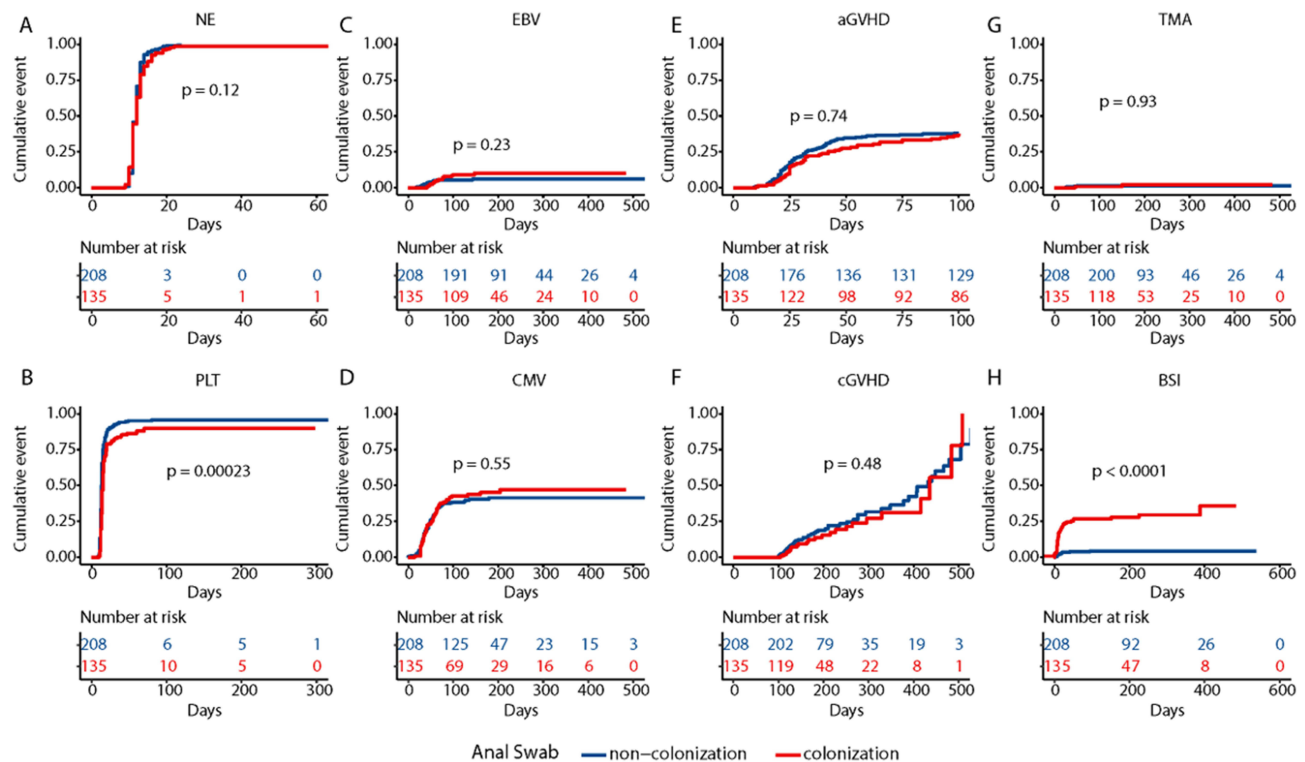 A
NE
Cumulative event
1.00
0.75
0.50
0.25
0.00
p = 0.12
0 20 40 60
Days
Number at risk
208 3 0 0
135 5 1 1
0 20 40 60
Days
C
EBV
Cumulative event
1.00
0.75
0.50
0.25
0.00
p = 0.23
0 100 200 300 400 500
Days
Number at risk
208 191 91 44 26 4
135 109 46 24 10 0
0 100 200 300 400 500
Days
E
aGVHD
Cumulative event
1.00
0.75
0.50
0.25
0.00
p = 0.74
0 25 50 75 100
Days
Number at risk
208 176 136 131 129
135 122 98 92 86
0 25 50 75 100
Days
G
TMA
Cumulative event
1.00
0.75
0.50
0.25
0.00
p = 0.93
0 100 200 300 400 500
Days
Number at risk
208 200 93 46 26 4
135 118 53 25 10 0
0 100 200 300 400 500
Days
B
PLT
Cumulative event
1.00
0.75
0.50
0.25
0.00
p = 0.00023
0 100 200 300
Days
Number at risk
208 6 5 1
135 10 5 0
0 100 200 300
Days
D
CMV
Cumulative event
1.00
0.75
0.50
0.25
0.00
p = 0.55
0 100 200 300 400 500
Days
Number at risk
208 125 47 23 15 3
135 69 29 16 6 0
0 100 200 300 400 500
Days
F
cGVHD
Cumulative event
1.00
0.75
0.50
0.25
0.00
p = 0.48
0 100 200 300 400 500
Days
Number at risk
208 202 79 35 19 3
135 119 48 22 8 1
0 100 200 300 400 500
Days
H
BSI
Cumulative event
1.00
0.75
0.50
0.25
0.00
p < 0.0001
0 200 400 600
Days
Number at risk
208 92 26 0
135 47 8 0
0 200 400 600
Days
Anal Swab non−colonization colonization